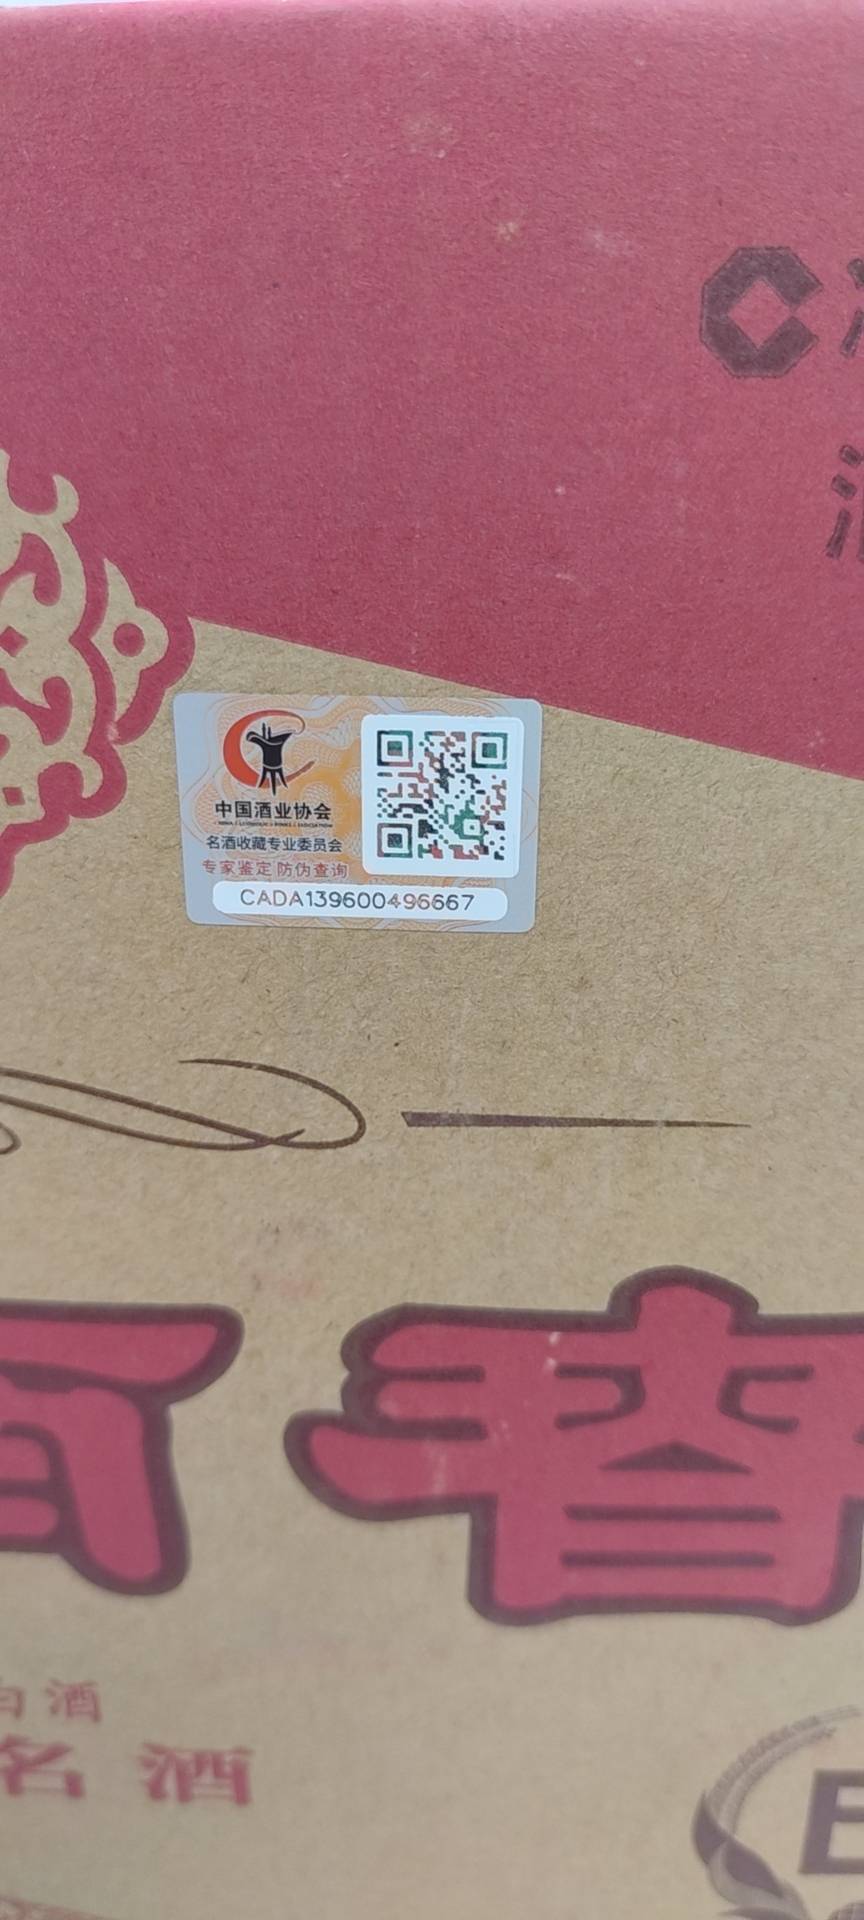 中国酒业协会
名酒收藏专业委员会
专家鉴定 防伪查询
CADA139600496667
春
白酒
名酒